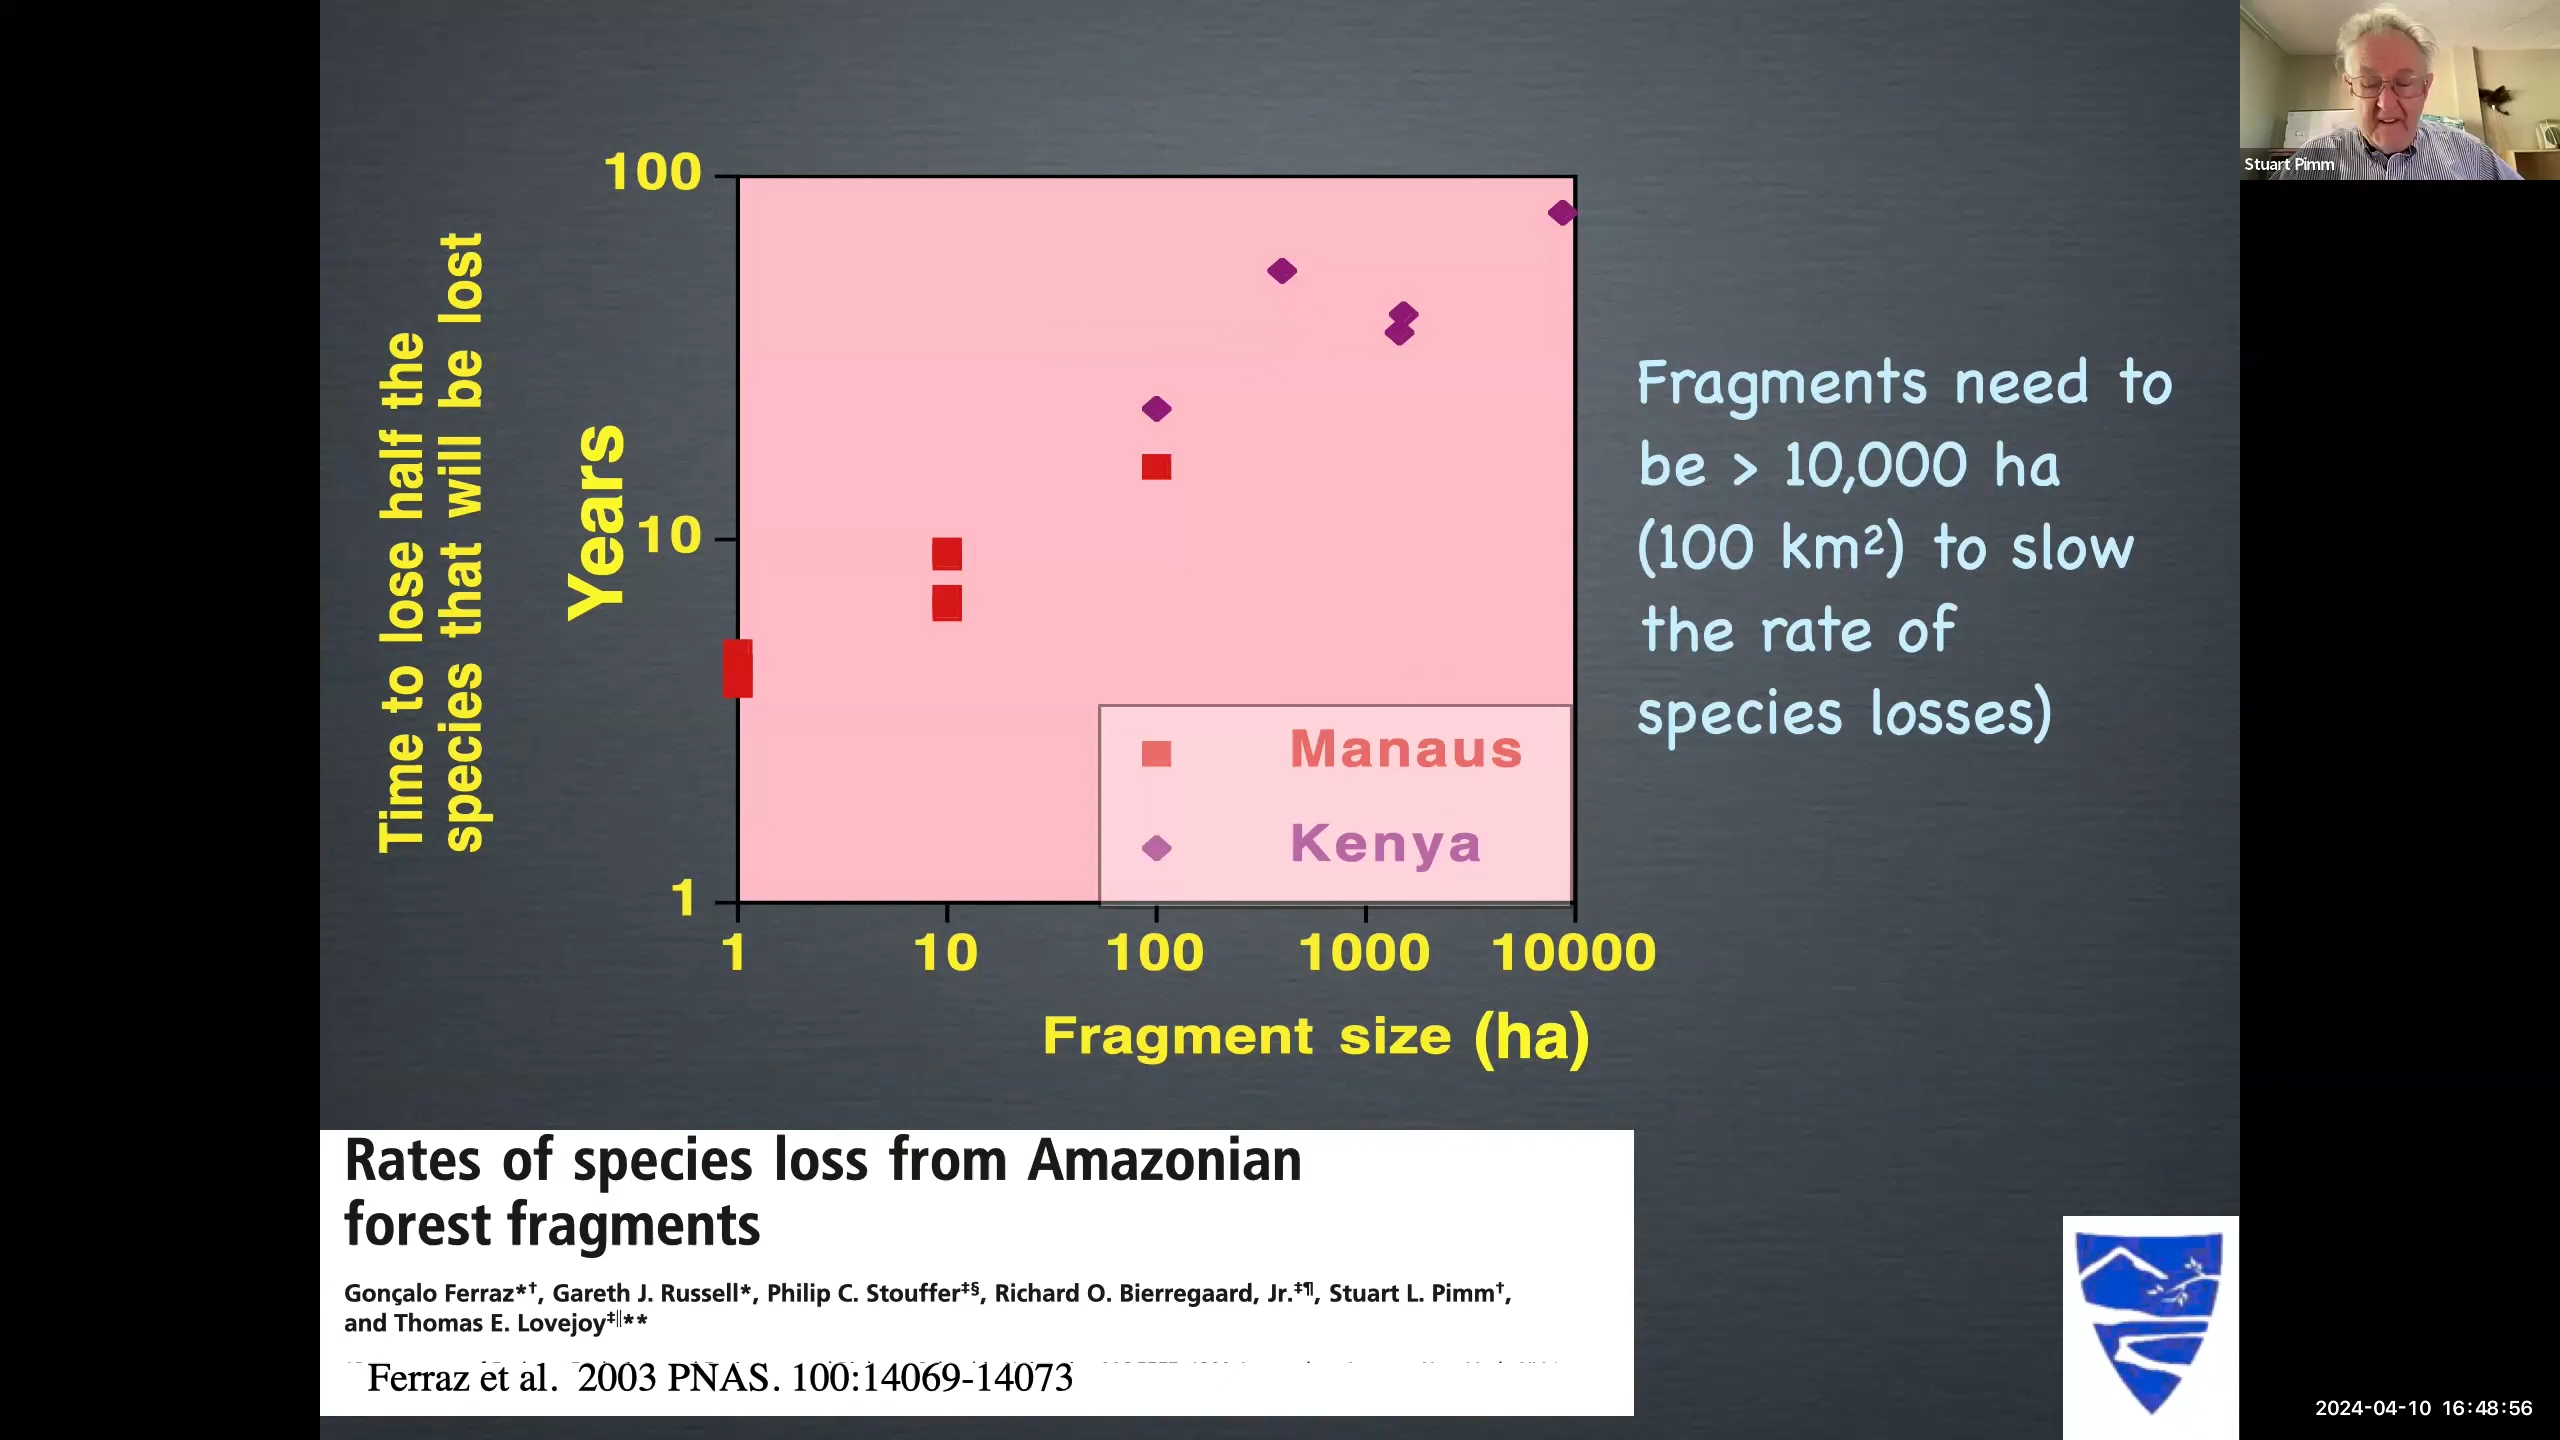 Stuart Pimm
Time to lose half the
species that will be lost
Years
100
10
1
1 10 100 1000 10000
Fragment size (ha)
Manaus
Kenya
Fragments need to
be > 10,000 ha
(100 km²) to slow
the rate of
species losses)
Rates of species loss from Amazonian
forest fragments
Gonçalo Ferraz*†, Gareth J. Russell*, Philip C. Stouffer‡§, Richard O. Bierregaard, Jr.‡¶, Stuart L. Pimm†,
and Thomas E. Lovejoy‡‖**
Ferraz et al. 2003 PNAS. 100:14069-14073
2024-04-10 16:48:56